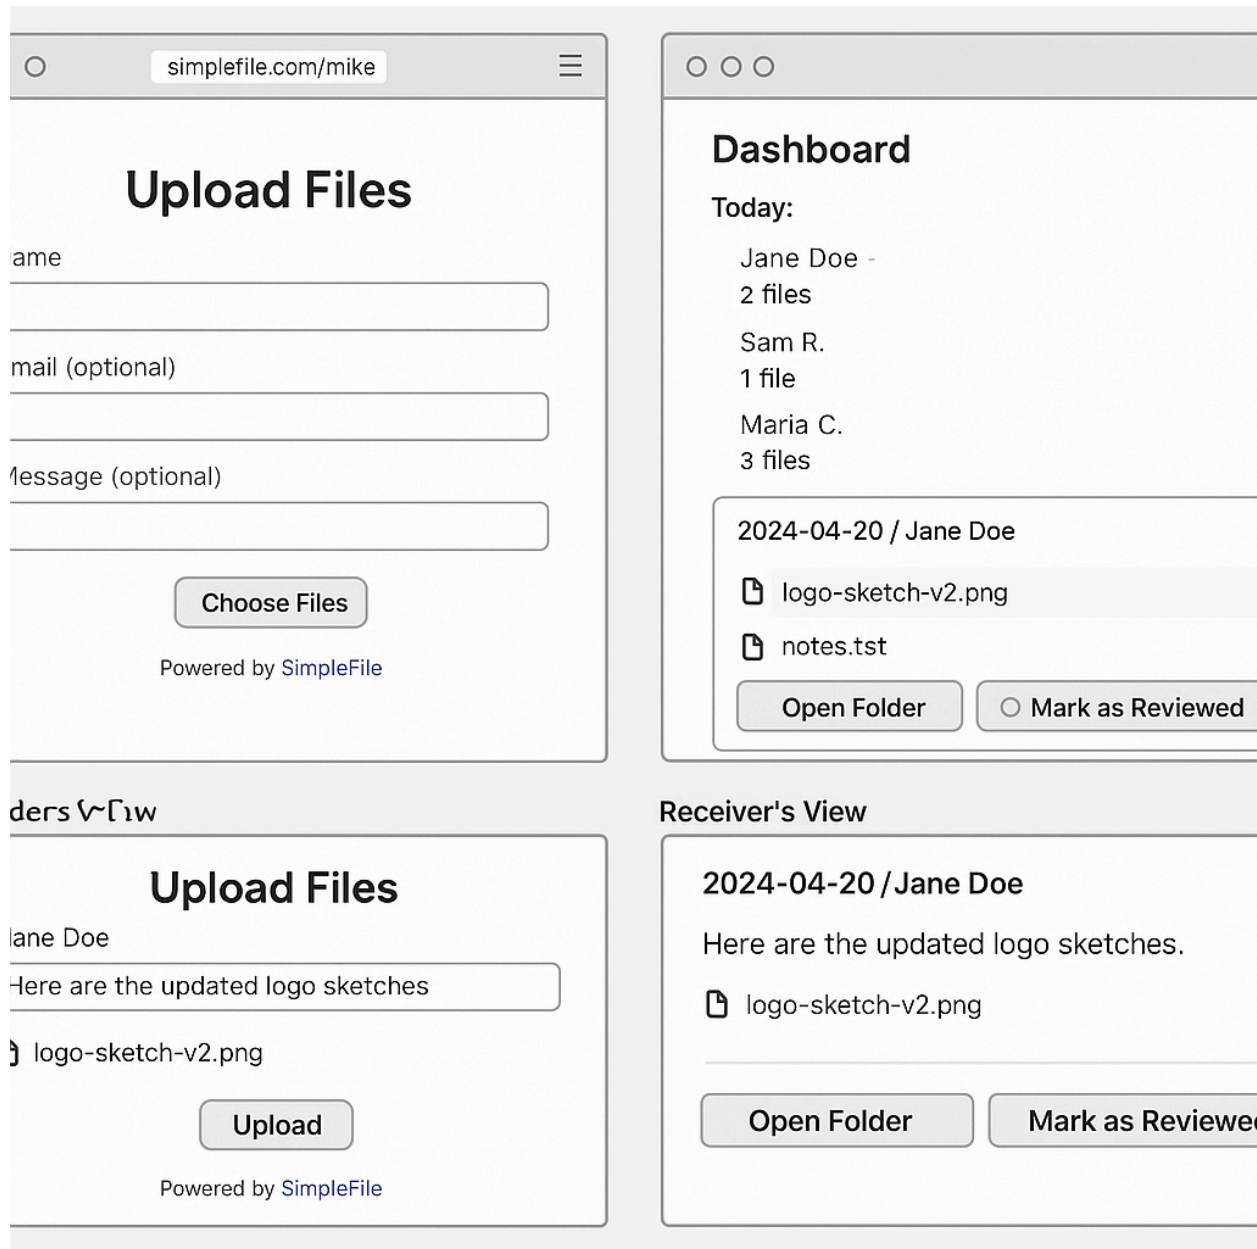 simplefile.com/mike
Upload Files
ame
mail (optional)
Message (optional)
Choose Files
Powered by SimpleFile
Dashboard
Today:
Jane Doe -
2 files
Sam R.
1 file
Maria C.
3 files
2024-04-20 / Jane Doe
logo-sketch-v2.png
notes.tst
Open Folder
Mark as Reviewed
ders
Upload Files
Jane Doe
Here are the updated logo sketches
logo-sketch-v2.png
Upload
Powered by SimpleFile
Receiver's View
2024-04-20/Jane Doe
Here are the updated logo sketches.
logo-sketch-v2.png
Open Folder
Mark as Reviewed